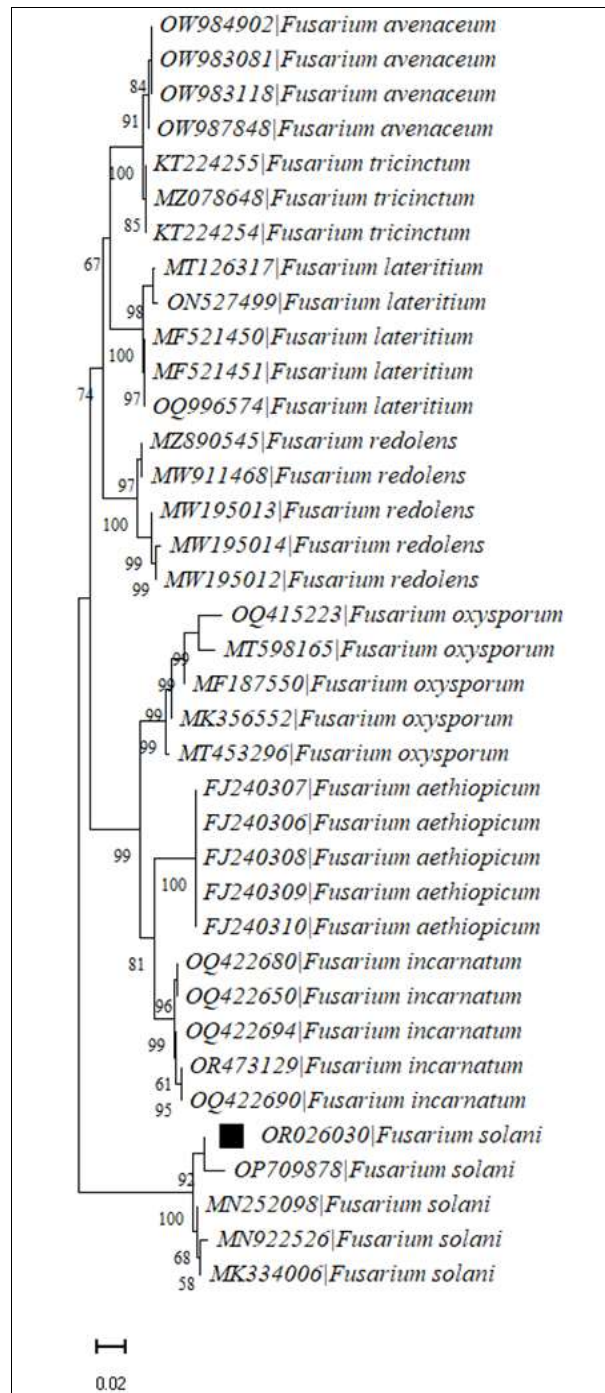 OW984902|Fusarium avenaceum
OW983081|Fusarium avenaceum
84
OW983118|Fusarium avenaceum
91
OW987848|Fusarium avenaceum
KT224255|Fusarium tricinctum
100
MZ078648|Fusarium tricinctum
85
KT224254|Fusarium tricinctum
67
MT126317|Fusarium lateritium
98
ON527499|Fusarium lateritium
MF521450|Fusarium lateritium
100
MF521451|Fusarium lateritium
74
97
OQ996574|Fusarium lateritium
MZ890545|Fusarium redolens
MW911468|Fusarium redolens
97
MW195013|Fusarium redolens
100
MW195014|Fusarium redolens
99
MW195012|Fusarium redolens
99
OQ415223|Fusarium oxysporum
MT598165|Fusarium oxysporum
99
MF187550|Fusarium oxysporum
99
MK356552|Fusarium oxysporum
99
MT453296|Fusarium oxysporum
99
FJ240307|Fusarium aethiopicum
FJ240306|Fusarium aethiopicum
FJ240308|Fusarium aethiopicum
99
FJ240309|Fusarium aethiopicum
100
FJ240310|Fusarium aethiopicum
81
OQ422680|Fusarium incarnatum
OQ422650|Fusarium incarnatum
96
OQ422694|Fusarium incarnatum
99
OR473129|Fusarium incarnatum
61
OQ422690|Fusarium incarnatum
95
OR026030|Fusarium solani
OP709878|Fusarium solani
92
MN252098|Fusarium solani
100
MN922526|Fusarium solani
68
MK334006|Fusarium solani
58
0.02